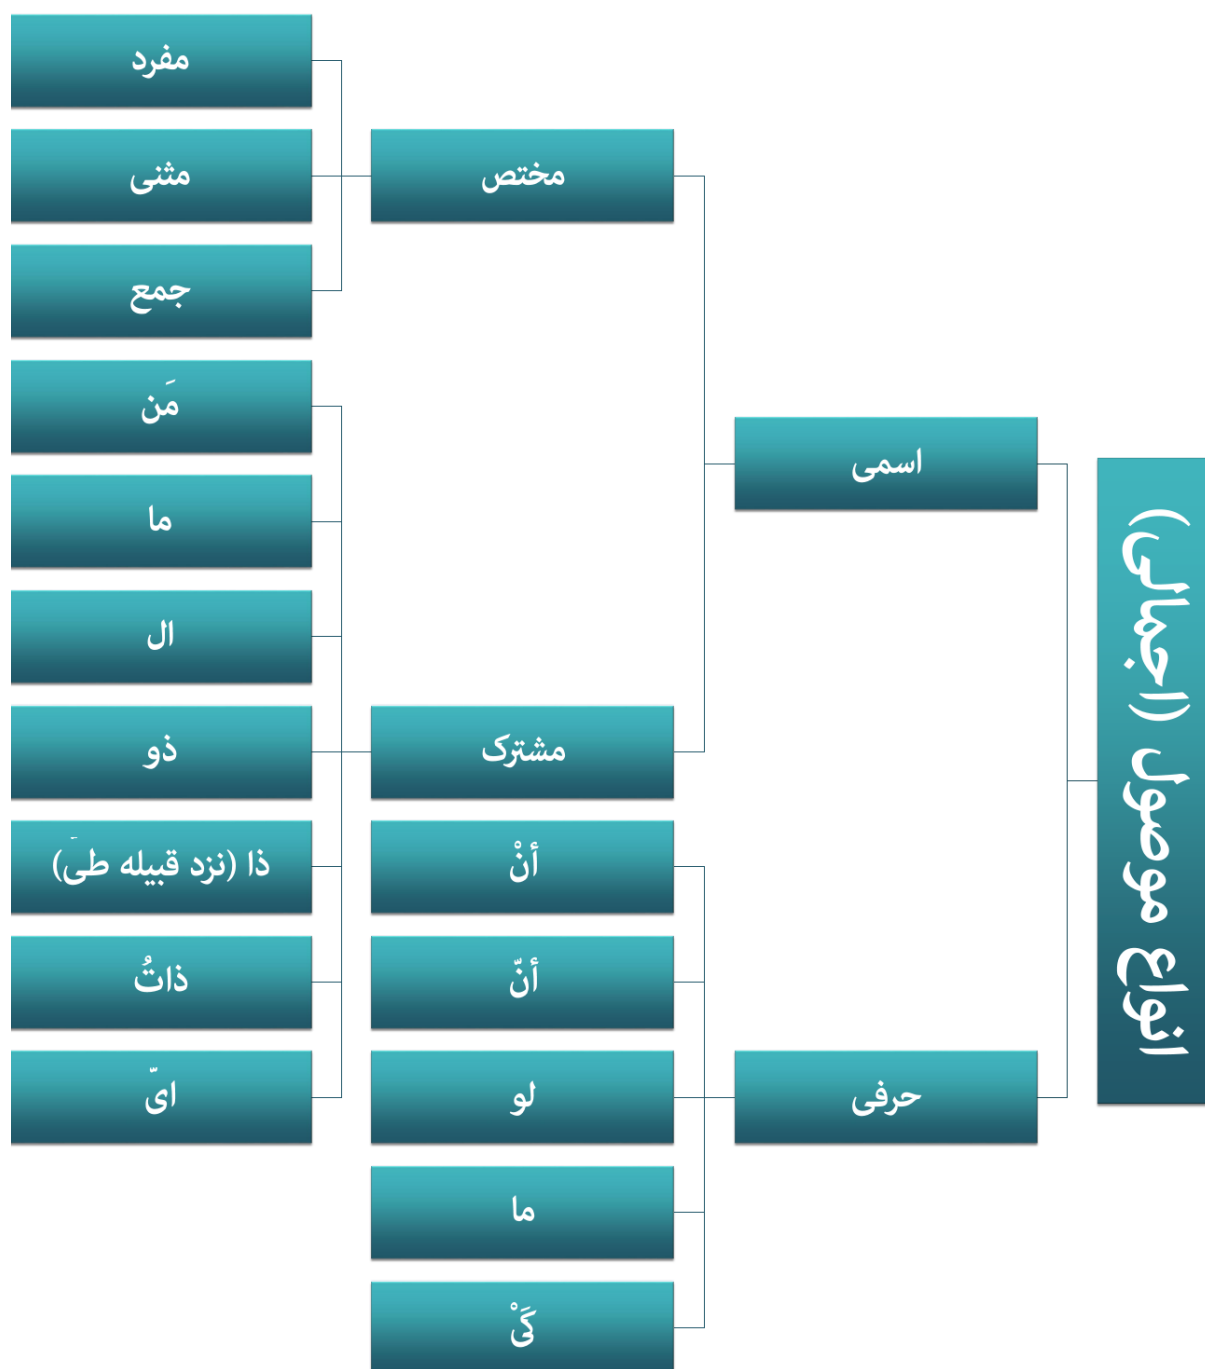 انواع موصول (اجمالی)
اسمی
مختص
مفرد
مثنی
جمع
مشترک
مَن
ما
ال
ذو
ذا (نزد قبیله طیَ)
ذاتُ
ایّ
حرفی
أنْ
أنّ
لو
ما
کَیْ